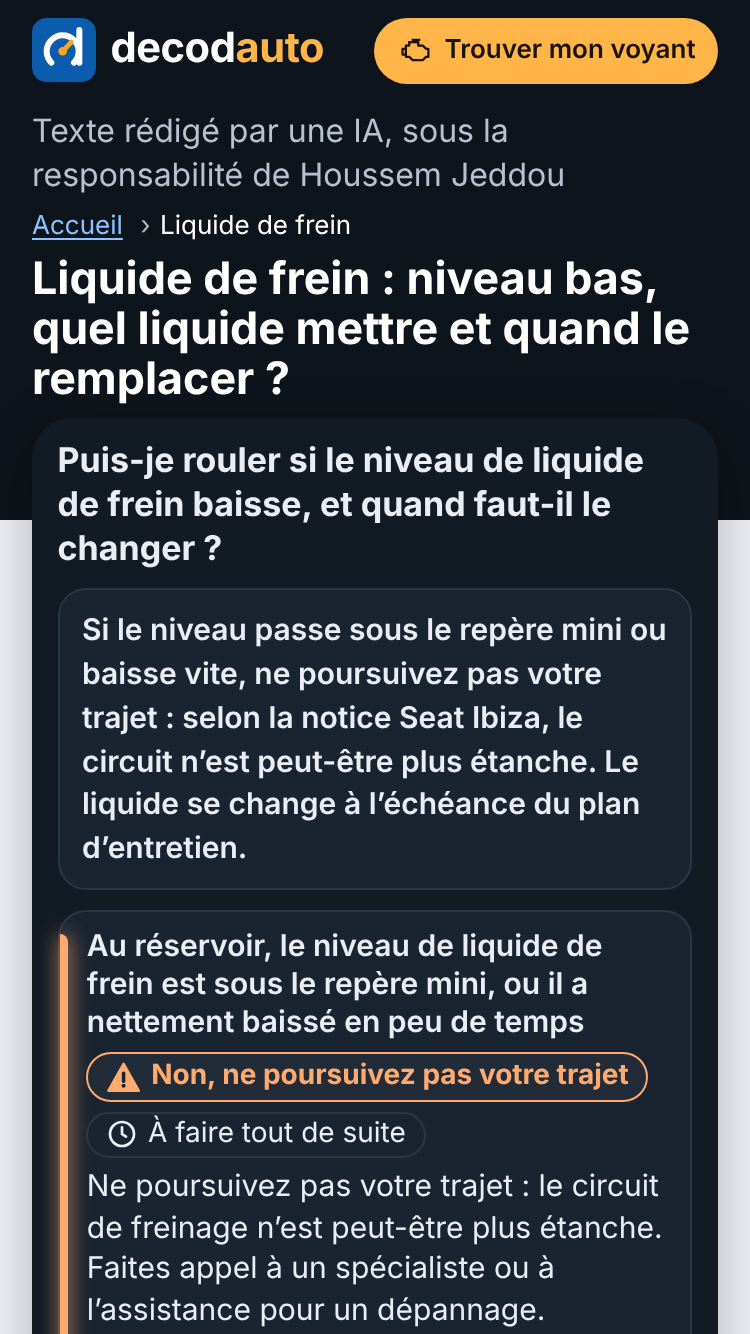 decodauto
Trouver mon voyant
Texte rédigé par une IA, sous la
responsabilité de Houssem Jeddou
Accueil › Liquide de frein
Liquide de frein : niveau bas,
quel liquide mettre et quand le
remplacer ?
Puis-je rouler si le niveau de liquide
de frein baisse, et quand faut-il le
changer ?
Si le niveau passe sous le repère mini ou
baisse vite, ne poursuivez pas votre
trajet : selon la notice Seat Ibiza, le
circuit n’est peut-être plus étanche. Le
liquide se change à l’échéance du plan
d’entretien.
Au réservoir, le niveau de liquide de
frein est sous le repère mini, ou il a
nettement baissé en peu de temps
Non, ne poursuivez pas votre trajet
À faire tout de suite
Ne poursuivez pas votre trajet : le circuit
de freinage n’est peut-être plus étanche.
Faites appel à un spécialiste ou à
l’assistance pour un dépannage.